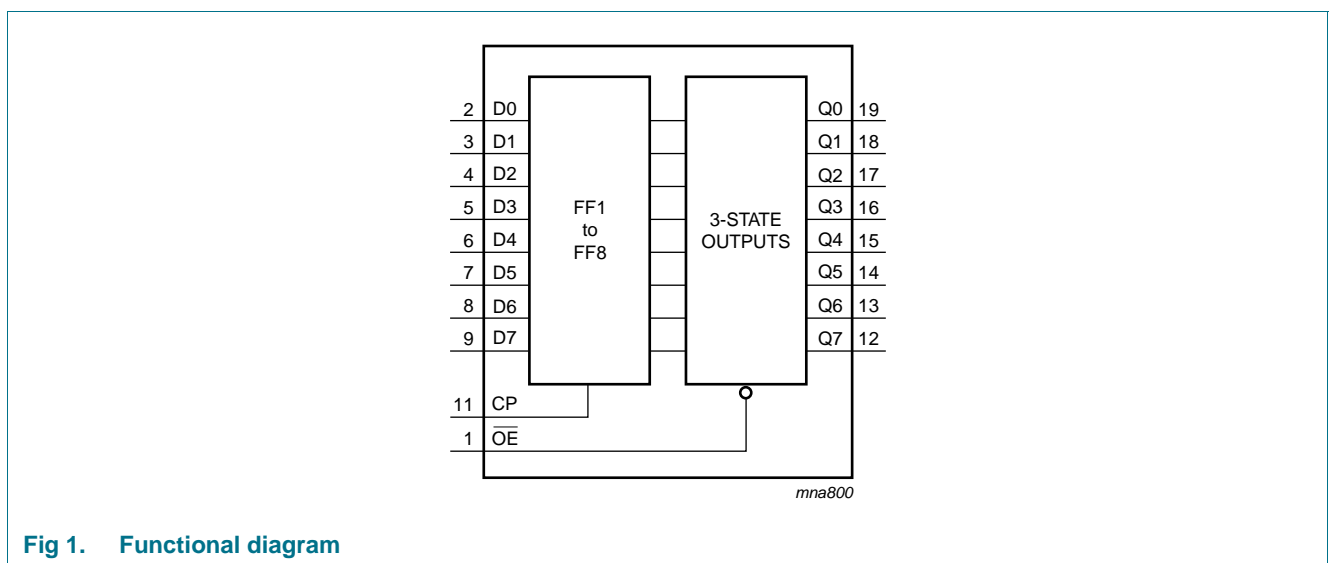 2 D0 Q0 19
3 D1 Q1 18
4 D2 Q2 17
5 D3 Q3 16
6 D4 Q4 15
7 D5 Q5 14
8 D6 Q6 13
9 D7 Q7 12
FF1
to
FF8
3-STATE
OUTPUTS
11 CP
1 O̅E̅
mna800
Fig 1. Functional diagram